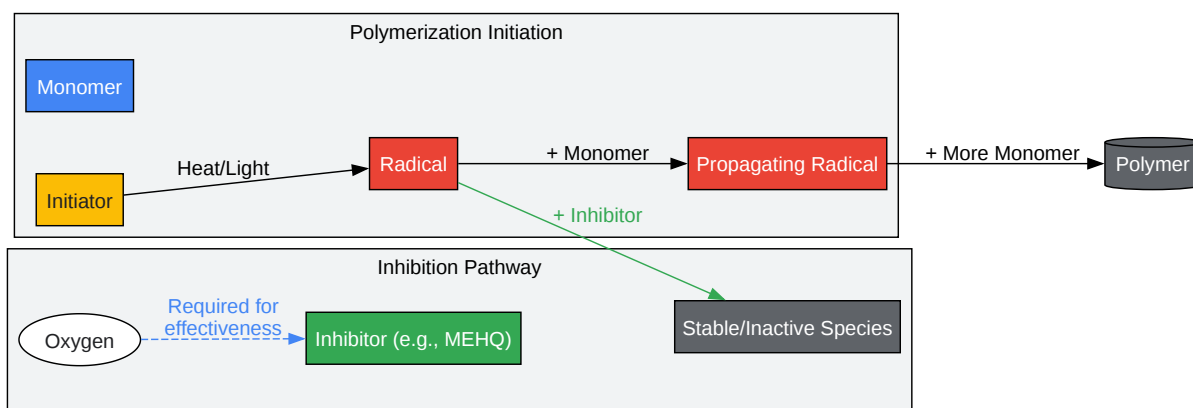 Polymerization Initiation
Monomer
Initiator
Heat/Light
Radical
+ Monomer
Propagating Radical
+ More Monomer
Polymer
+ Inhibitor
Inhibition Pathway
Oxygen
Required for
effectiveness
Inhibitor (e.g., MEHQ)
Stable/Inactive Species